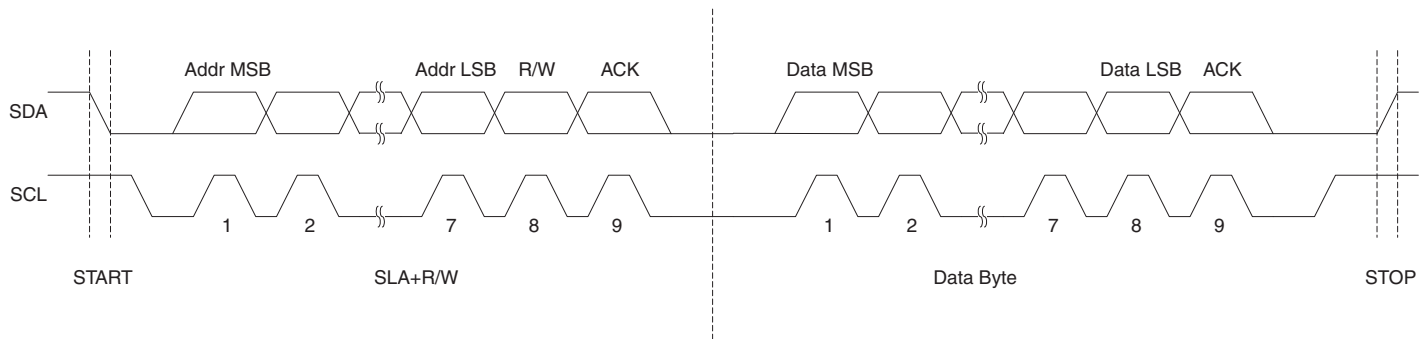 Addr MSB Addr LSB R/W ACK Data MSB Data LSB ACK
SDA
SCL
1 2 7 8 9 1 2 7 8 9
START SLA+R/W Data Byte STOP